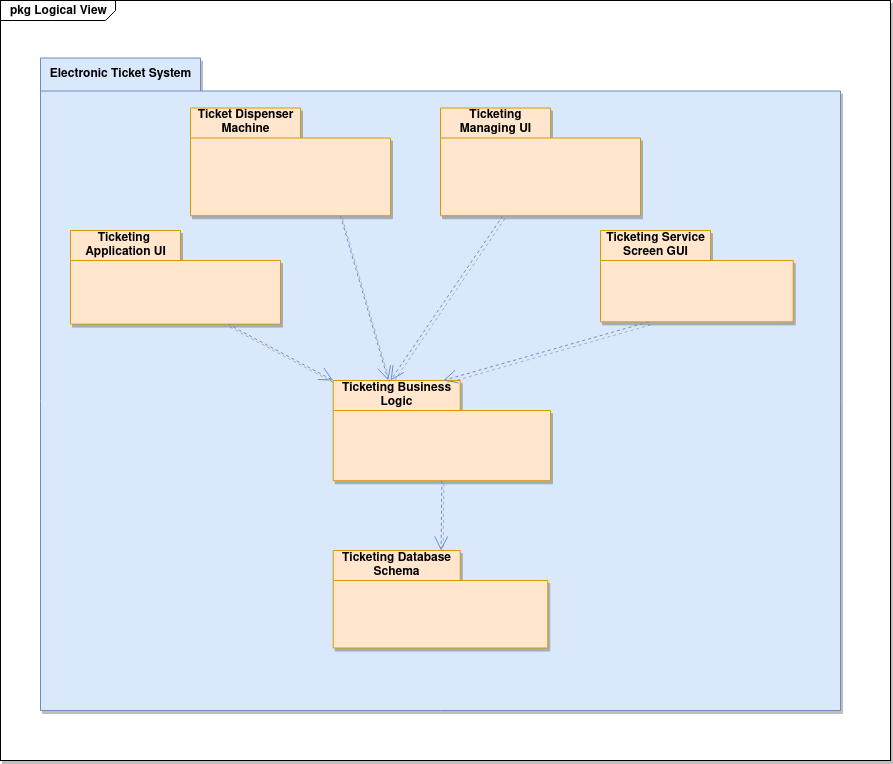 pkg Logical View
Electronic Ticket System
Ticket Dispenser
Machine
Ticketing
Managing UI
Ticketing
Application UI
Ticketing Service
Screen GUI
Ticketing Business
Logic
Ticketing Database
Schema